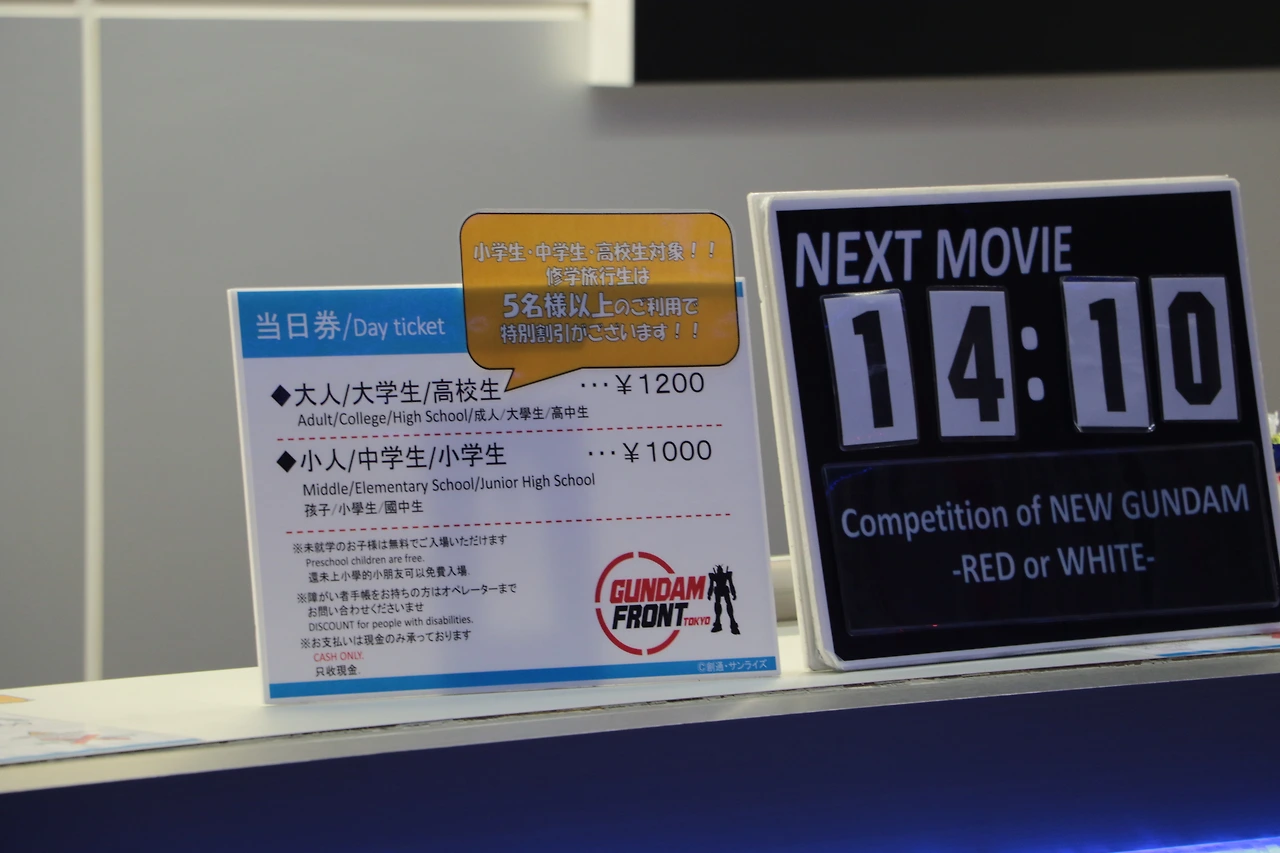 小学生・中学生・高校生対象！！
修学旅行生は
5名様以上のご利用で
特別割引がございます！！
当日券/Day ticket
◆大人/大学生/高校生 …￥1200
Adult/College/High School/成人/大學生/高中生
◆小人/中学生/小学生 …￥1000
Middle/Elementary School/Junior High School
孩子/小學生/國中生
※未就学のお子様は無料でご入場いただけます
Preschool children are free.
還未上小學的小朋友可以免費入場.
※障がい者手帳をお持ちの方はオペレーターまで
お問い合わせくださいませ
DISCOUNT for people with disabilities.
※お支払いは現金のみ承っております
CASH ONLY.
只收現金.
GUNDAM
FRONT TOKYO
©創通・サンライズ
NEXT MOVIE
14:10
Competition of NEW GUNDAM
-RED or WHITE-